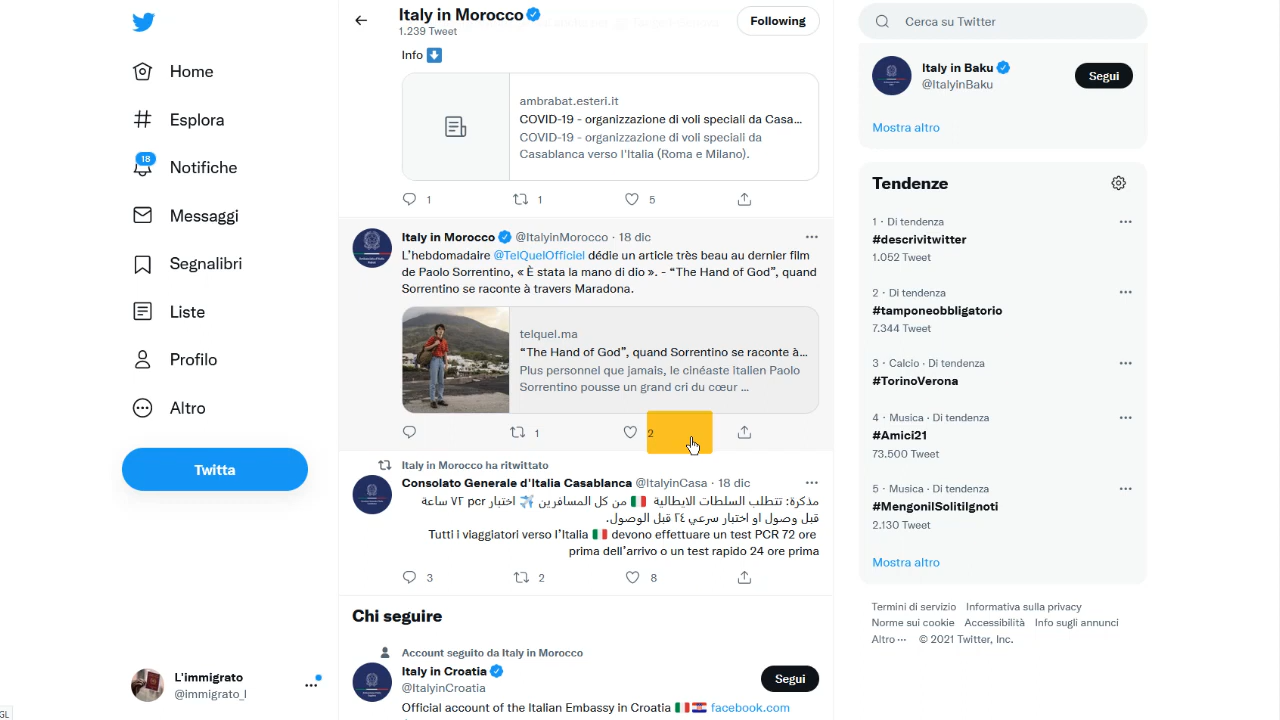 Home
Esplora
18
Notifiche
Messaggi
Segnalibri
Liste
Profilo
Altro
Twitta
L'immigrato
@immigrato_l
GL
Italy in Morocco
1.239 Tweet
Following
Info
ambrabat.esteri.it
COVID-19 - organizzazione di voli speciali da Casa...
COVID-19 - organizzazione di voli speciali da
Casablanca verso l'Italia (Roma e Milano).
1 1 5
Italy in Morocco @ItalyinMorocco · 18 dic
L'hebdomadaire @TelQuelOfficiel dédie un article très beau au dernier film
de Paolo Sorrentino, « È stata la mano di dio ». - “The Hand of God”, quand
Sorrentino se raconte à travers Maradona.
telquel.ma
“The Hand of God”, quand Sorrentino se raconte à...
Plus personnel que jamais, le cinéaste italien Paolo
Sorrentino pousse un grand cri du cœur ...
1 2
Italy in Morocco ha ritwittato
Consolato Generale d'Italia Casablanca @ItalyinCasa · 18 dic
مذكرة: تتطلب السلطات الايطالية 🇮🇹 من كل المسافرين ✈️ اختبار pcr ٧٢ ساعة
قبل وصول او اختبار سرعي ٢٤ قبل الوصول.
Tutti i viaggiatori verso l'Italia 🇮🇹 devono effettuare un test PCR 72 ore
prima dell'arrivo o un test rapido 24 ore prima
3 2 8
Chi seguire
Account seguito da Italy in Morocco
Italy in Croatia
@ItalyinCroatia
Segui
Official account of the Italian Embassy in Croatia 🇮🇹🇭🇷 facebook.com
Cerca su Twitter
Italy in Baku
@ItalyinBaku
Segui
Mostra altro
Tendenze
1 · Di tendenza
#descrivitwitter
1.052 Tweet
2 · Di tendenza
#tamponeobbligatorio
7.344 Tweet
3 · Calcio · Di tendenza
#TorinoVerona
4 · Musica · Di tendenza
#Amici21
73.500 Tweet
5 · Musica · Di tendenza
#MengoniISolitiIgnoti
2.130 Tweet
Mostra altro
Termini di servizio Informativa sulla privacy
Norme sui cookie Accessibilità Info sugli annunci
Altro ··· © 2021 Twitter, Inc.